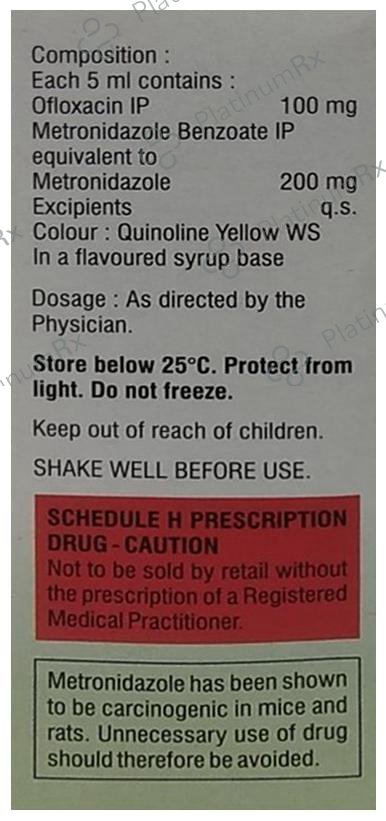 Composition :
Each 5 ml contains :
Ofloxacin IP 100 mg
Metronidazole Benzoate IP
equivalent to
Metronidazole 200 mg
Excipients q.s.
Colour : Quinoline Yellow WS
In a flavoured syrup base
Dosage : As directed by the
Physician.
Store below 25°C. Protect from
light. Do not freeze.
Keep out of reach of children.
SHAKE WELL BEFORE USE.
SCHEDULE H PRESCRIPTION
DRUG - CAUTION
Not to be sold by retail without
the prescription of a Registered
Medical Practitioner.
Metronidazole has been shown
to be carcinogenic in mice and
rats. Unnecessary use of drug
should therefore be avoided.
PlatinumRx